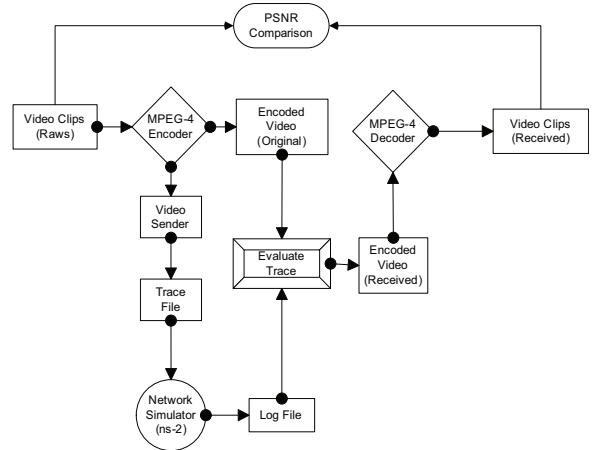 PSNR
Comparison
Video Clips
(Raws)
MPEG-4
Encoder
Encoded
Video
(Original)
MPEG-4
Decoder
Video Clips
(Received)
Video
Sender
Evaluate
Trace
Encoded
Video
(Received)
Trace
File
Network
Simulator
(ns-2)
Log File